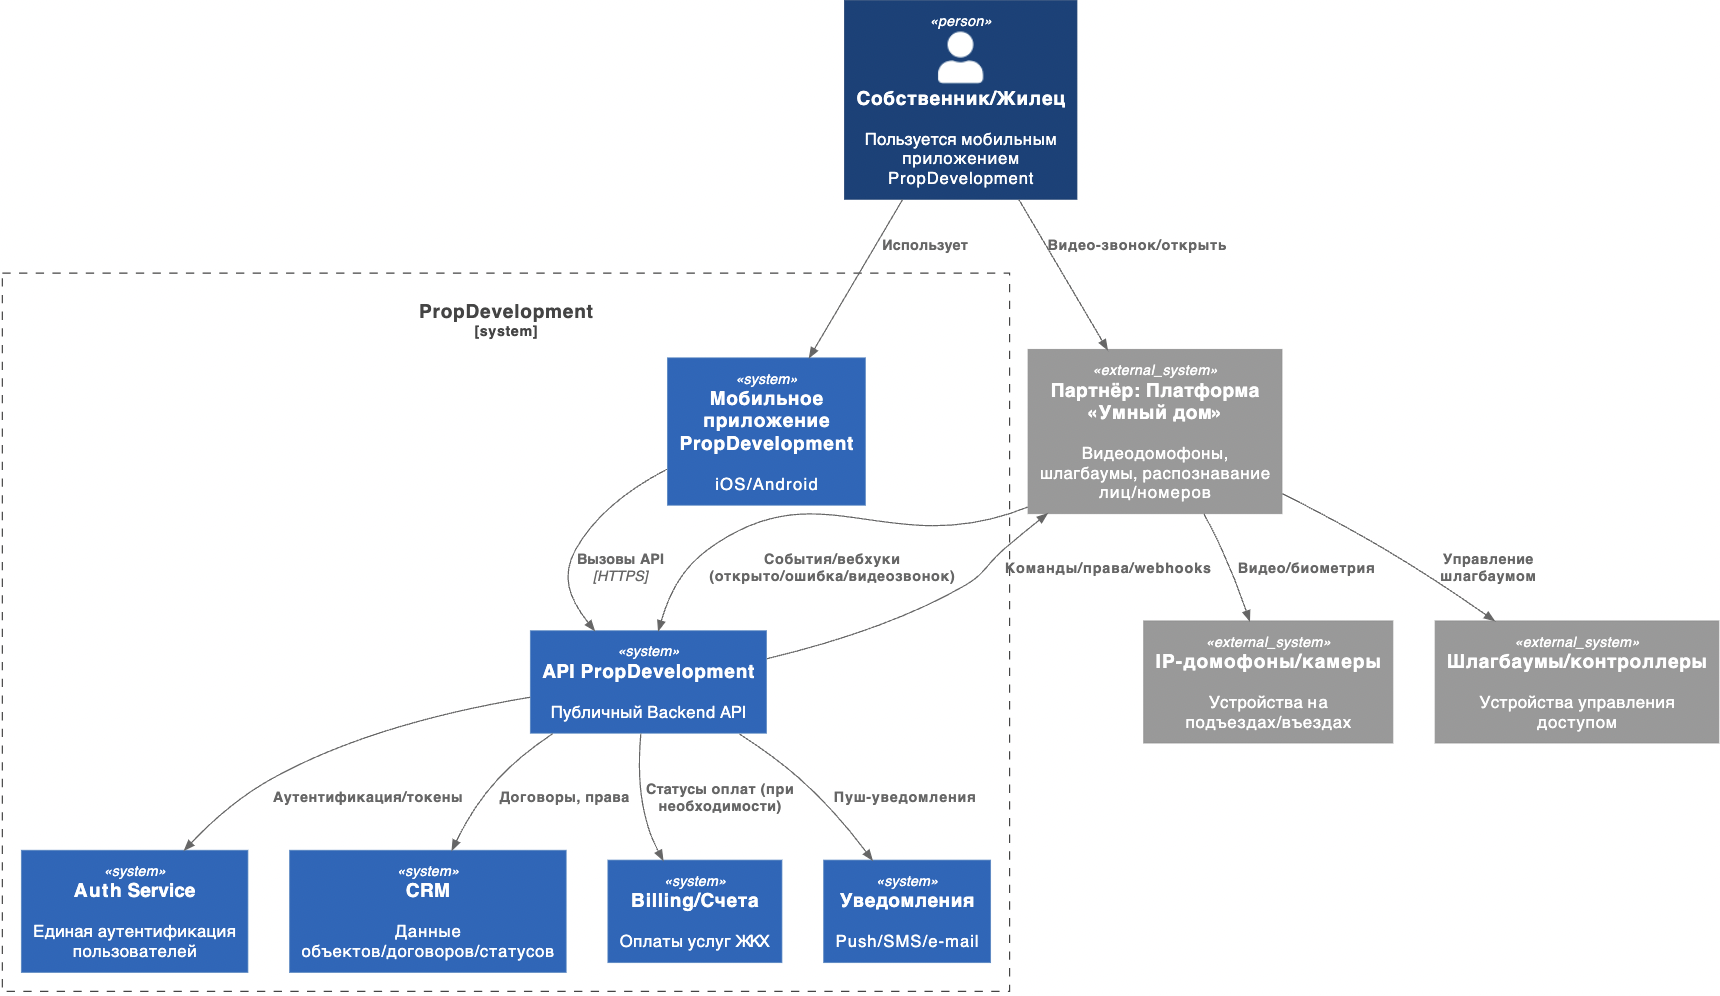 «person»
Собственник/Жилец
Пользуется мобильным
приложением
PropDevelopment
Использует
Видео-звонок/открыть
PropDevelopment
[system]
«system»
Мобильное
приложение
PropDevelopment
iOS/Android
«external_system»
Партнёр: Платформа
«Умный дом»
Видеодомофоны,
шлагбаумы, распознавание
лиц/номеров
Вызовы API
[HTTPS]
События/вебхуки
(открыто/ошибка/видеозвонок)
Команды/права/webhooks
Видео/биометрия
Управление
шлагбаумом
«system»
API PropDevelopment
Публичный Backend API
«external_system»
IP-домофоны/камеры
Устройства на
подъездах/въездах
«external_system»
Шлагбаумы/контроллеры
Устройства управления
доступом
Аутентификация/токены
Договоры, права
Статусы оплат (при
необходимости)
Пуш-уведомления
«system»
Auth Service
Единая аутентификация
пользователей
«system»
CRM
Данные
объектов/договоров/статусов
«system»
Billing/Счета
Оплаты услуг ЖКХ
«system»
Уведомления
Push/SMS/e-mail